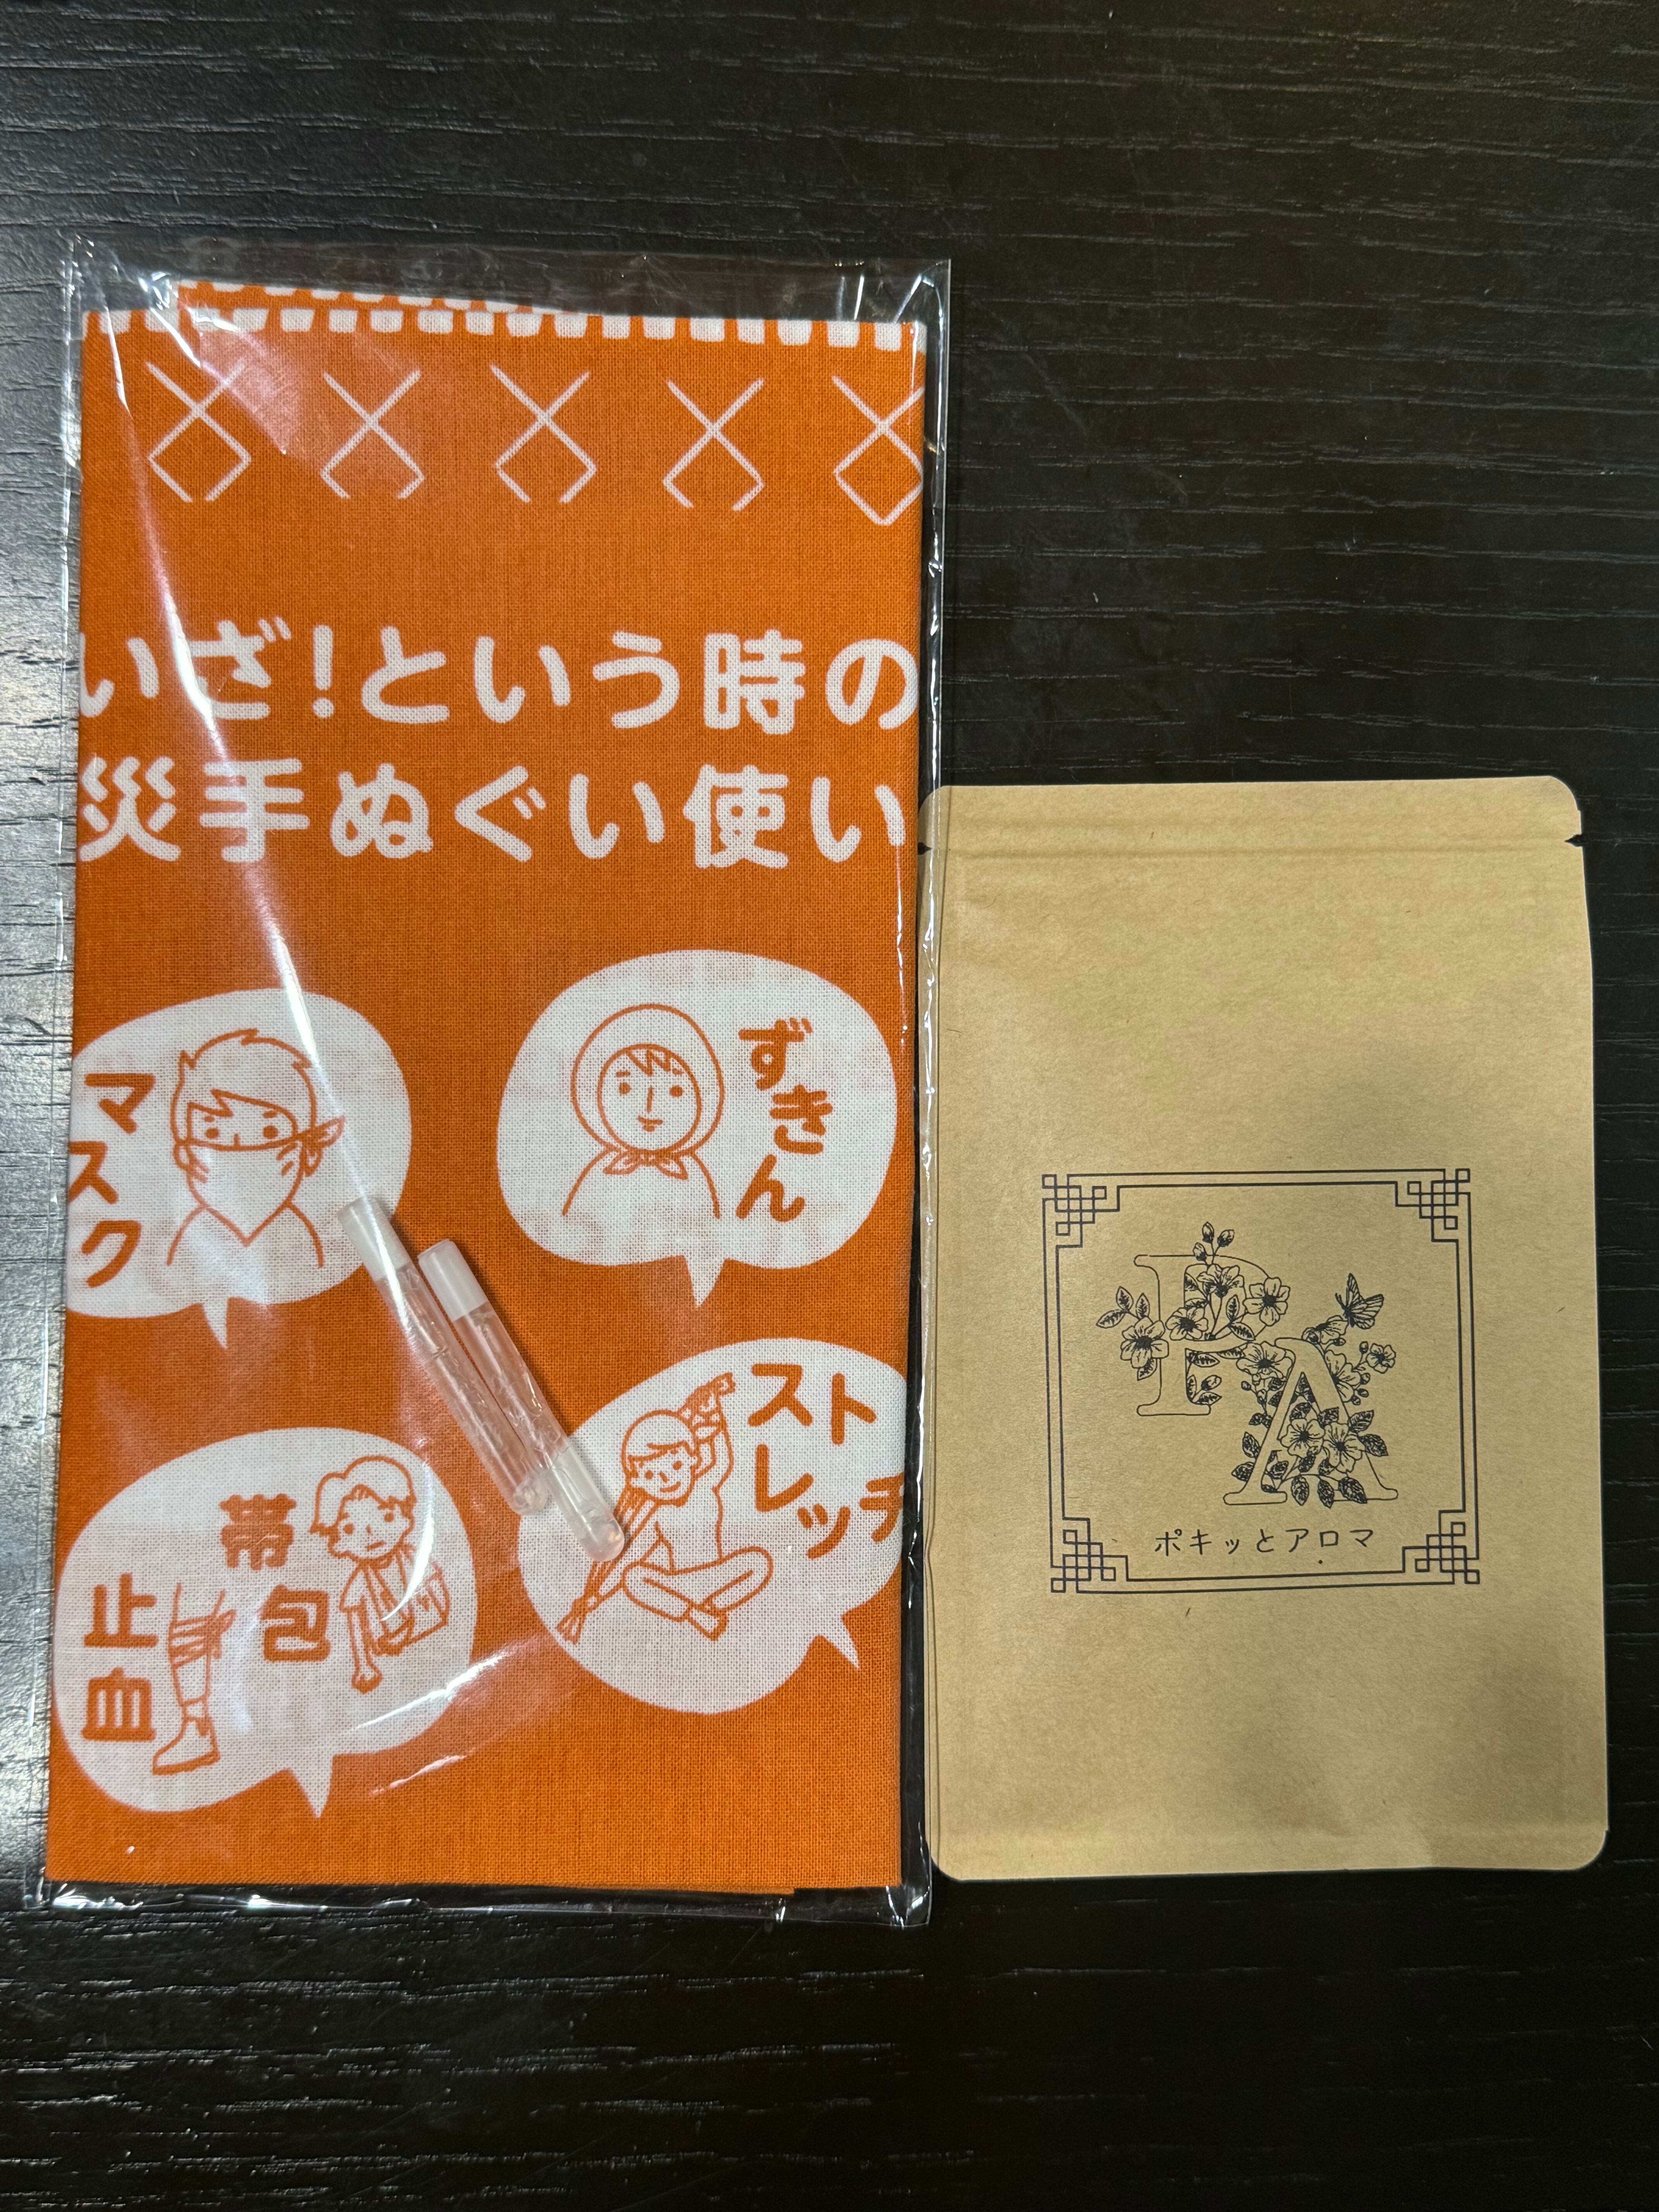 いざ！という時の
災手ぬぐい使い
マスク
ずきん
帯包
止血
ストレッチ
PA
ポキッとアロマ